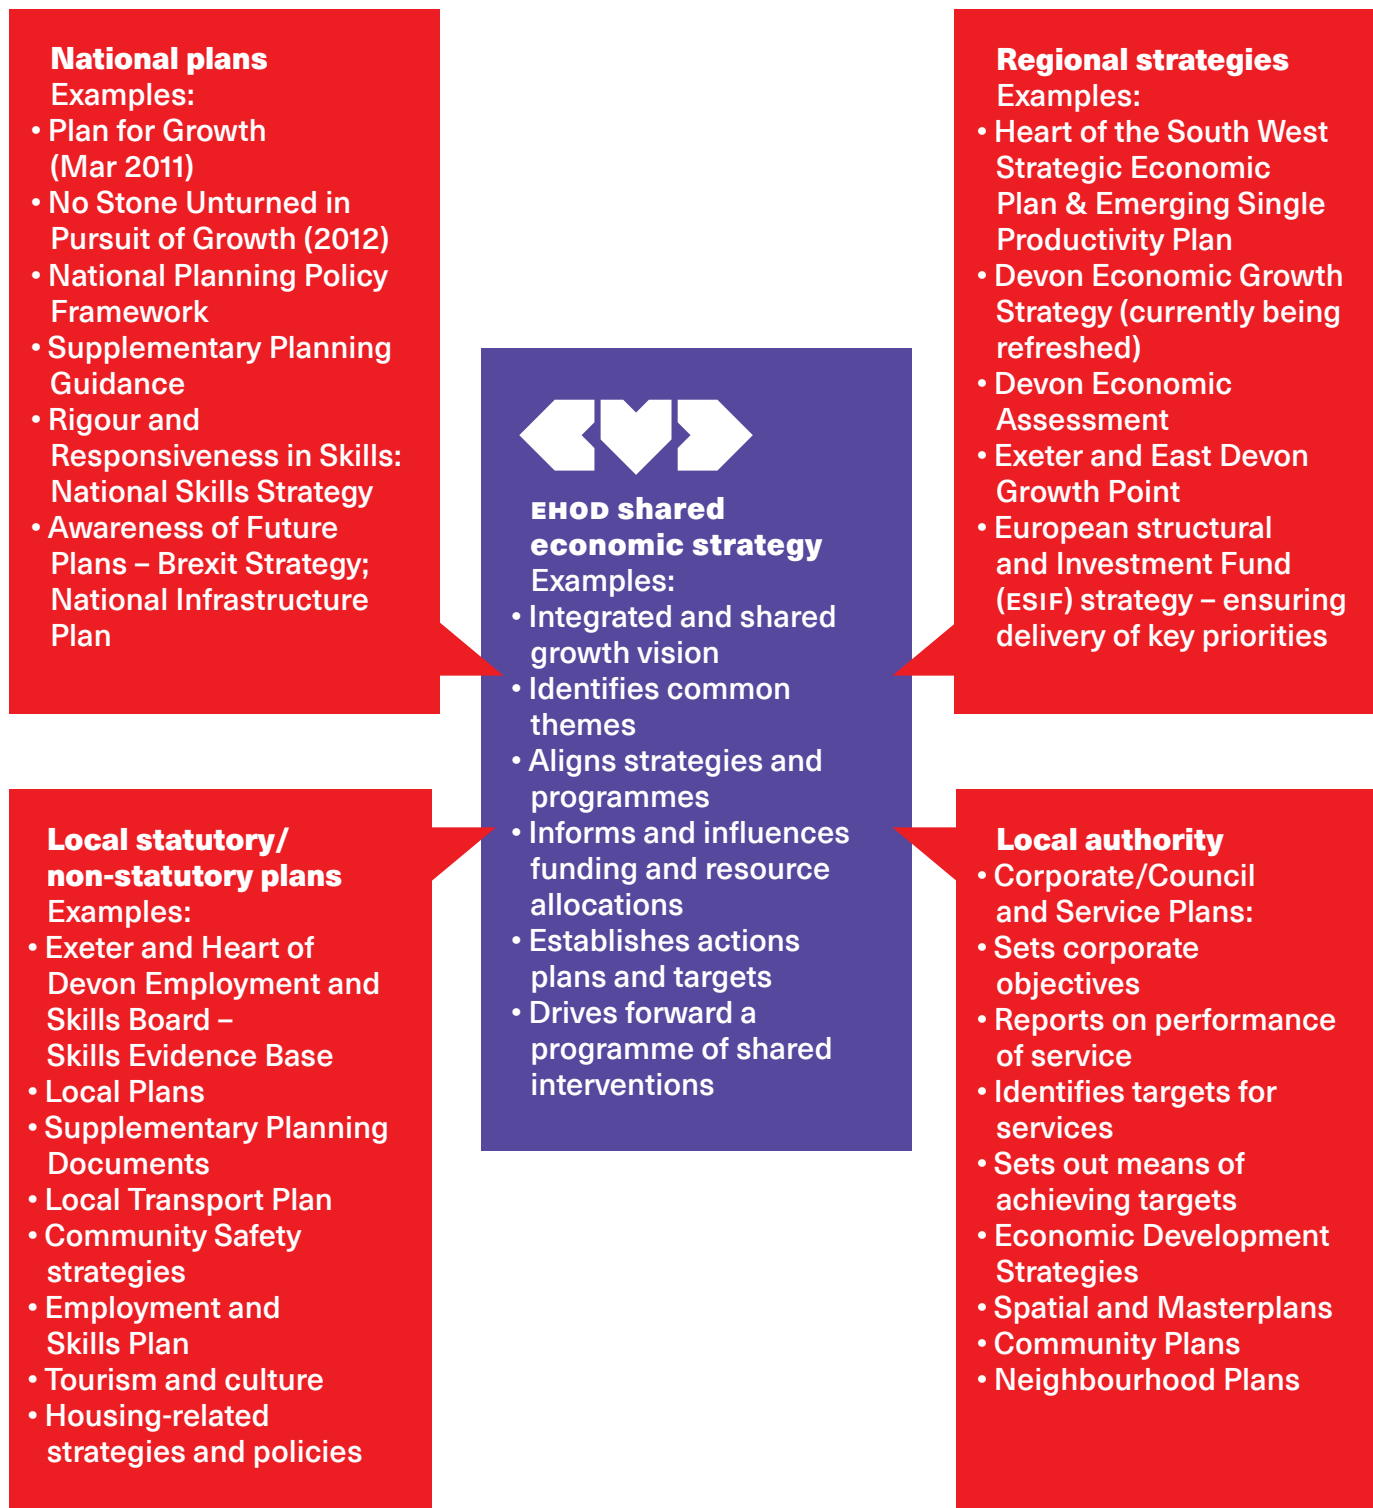 National plans
Examples:
• Plan for Growth
(Mar 2011)
• No Stone Unturned in
Pursuit of Growth (2012)
• National Planning Policy
Framework
• Supplementary Planning
Guidance
• Rigour and
Responsiveness in Skills:
National Skills Strategy
• Awareness of Future
Plans – Brexit Strategy;
National Infrastructure
Plan
Regional strategies
Examples:
• Heart of the South West
Strategic Economic
Plan & Emerging Single
Productivity Plan
• Devon Economic Growth
Strategy (currently being
refreshed)
• Devon Economic
Assessment
• Exeter and East Devon
Growth Point
• European structural
and Investment Fund
(ESIF) strategy – ensuring
delivery of key priorities
EHOD shared
economic strategy
Examples:
• Integrated and shared
growth vision
• Identifies common
themes
• Aligns strategies and
programmes
• Informs and influences
funding and resource
allocations
• Establishes actions
plans and targets
• Drives forward a
programme of shared
interventions
Local statutory/
non-statutory plans
Examples:
• Exeter and Heart of
Devon Employment and
Skills Board –
Skills Evidence Base
• Local Plans
• Supplementary Planning
Documents
• Local Transport Plan
• Community Safety
strategies
• Employment and
Skills Plan
• Tourism and culture
• Housing-related
strategies and policies
Local authority
• Corporate/Council
and Service Plans:
• Sets corporate
objectives
• Reports on performance
of service
• Identifies targets for
services
• Sets out means of
achieving targets
• Economic Development
Strategies
• Spatial and Masterplans
• Community Plans
• Neighbourhood Plans